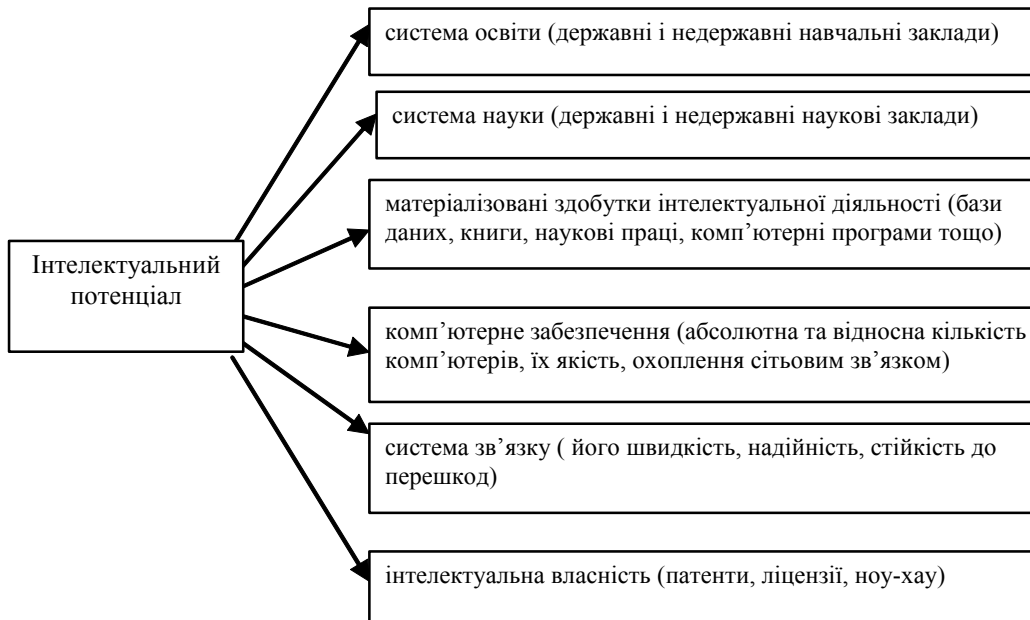 система освіти (державні і недержавні навчальні заклади)
система науки (державні і недержавні наукові заклади)
матеріалізовані здобутки інтелектуальної діяльності (бази
даних, книги, наукові праці, комп’ютерні програми тощо)
Інтелектуальний
потенціал
комп’ютерне забезпечення (абсолютна та відносна кількість
комп’ютерів, їх якість, охоплення сітьовим зв’язком)
система зв’язку ( його швидкість, надійність, стійкість до
перешкод)
інтелектуальна власність (патенти, ліцензії, ноу-хау)